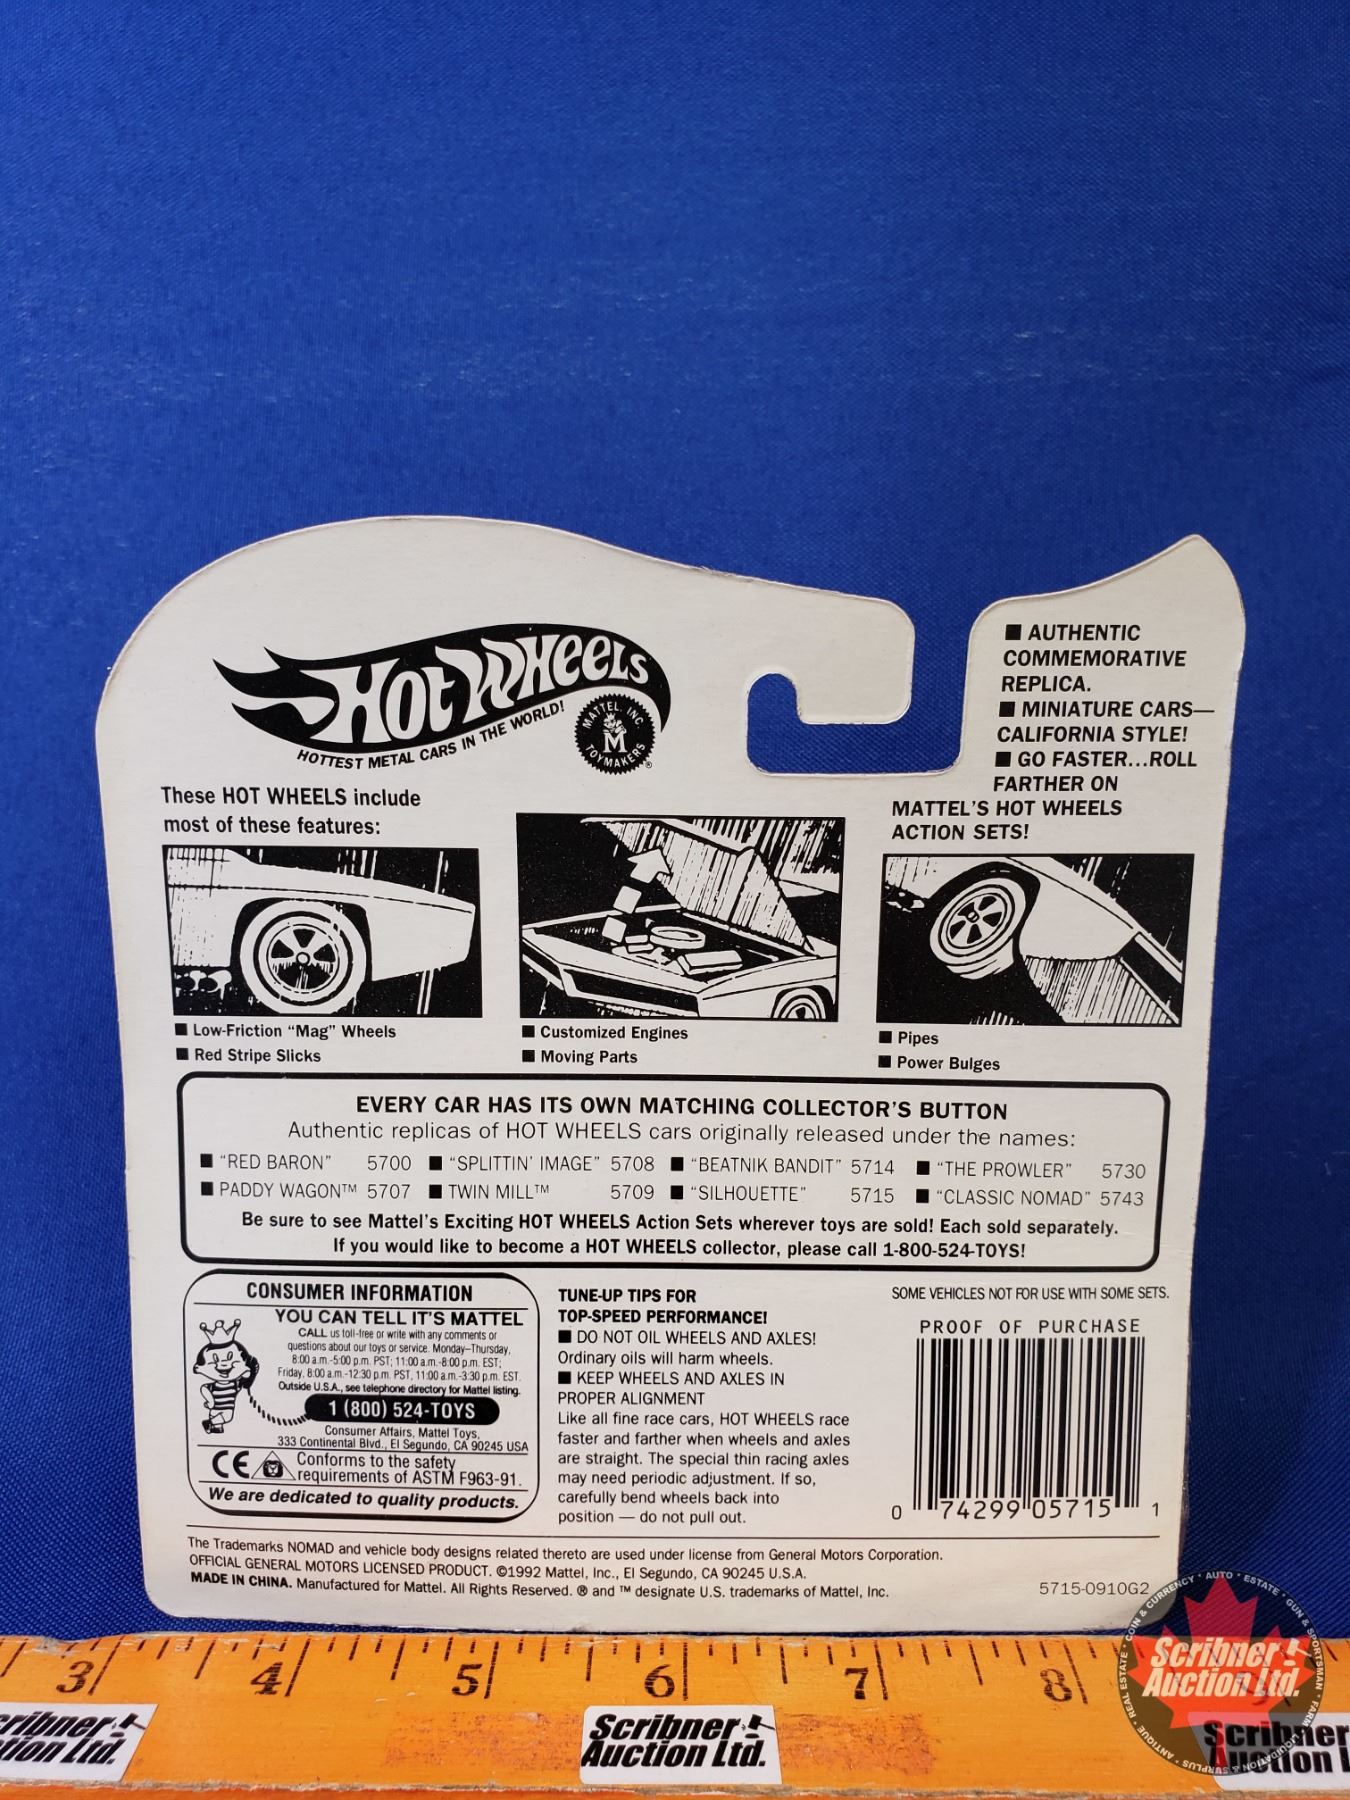 HOT WHEELS
HOTTEST METAL CARS IN THE WORLD!
MATTEL, INC.
M
TOYMAKERS
®
■ AUTHENTIC
COMMEMORATIVE
REPLICA.
■ MINIATURE CARS—
CALIFORNIA STYLE!
■ GO FASTER...ROLL
FARTHER ON
MATTEL'S HOT WHEELS
ACTION SETS!
These HOT WHEELS include
most of these features:
■ Low-Friction “Mag” Wheels
■ Red Stripe Slicks
■ Customized Engines
■ Moving Parts
■ Pipes
■ Power Bulges
EVERY CAR HAS ITS OWN MATCHING COLLECTOR'S BUTTON
Authentic replicas of HOT WHEELS cars originally released under the names:
■ “RED BARON” 5700 ■ “SPLITTIN' IMAGE” 5708 ■ “BEATNIK BANDIT” 5714 ■ “THE PROWLER” 5730
■ PADDY WAGON™ 5707 ■ TWIN MILL™ 5709 ■ “SILHOUETTE” 5715 ■ “CLASSIC NOMAD” 5743
Be sure to see Mattel's Exciting HOT WHEELS Action Sets wherever toys are sold! Each sold separately.
If you would like to become a HOT WHEELS collector, please call 1-800-524-TOYS!
CONSUMER INFORMATION
YOU CAN TELL IT'S MATTEL
CALL us toll-free or write with any comments or
questions about our toys or service. Monday–Thursday,
8:00 a.m.-5:00 p.m. PST; 11:00 a.m.-8:00 p.m. EST;
Friday, 8:00 a.m.-12:30 p.m. PST, 11:00 a.m.-3:30 p.m. EST.
Outside U.S.A., see telephone directory for Mattel listing.
1 (800) 524-TOYS
Consumer Affairs, Mattel Toys,
333 Continental Blvd., El Segundo, CA 90245 USA
CE
Conforms to the safety
requirements of ASTM F963-91.
We are dedicated to quality products.
TUNE-UP TIPS FOR
TOP-SPEED PERFORMANCE!
■ DO NOT OIL WHEELS AND AXLES!
Ordinary oils will harm wheels.
■ KEEP WHEELS AND AXLES IN
PROPER ALIGNMENT
Like all fine race cars, HOT WHEELS race
faster and farther when wheels and axles
are straight. The special thin racing axles
may need periodic adjustment. If so,
carefully bend wheels back into
position — do not pull out.
SOME VEHICLES NOT FOR USE WITH SOME SETS.
PROOF OF PURCHASE
0 74299 05715 1
The Trademarks NOMAD and vehicle body designs related thereto are used under license from General Motors Corporation.
OFFICIAL GENERAL MOTORS LICENSED PRODUCT. ©1992 Mattel, Inc., El Segundo, CA 90245 U.S.A.
MADE IN CHINA. Manufactured for Mattel. All Rights Reserved. ® and ™ designate U.S. trademarks of Mattel, Inc.
5715-0910G2
3 4 5 6 7 8 9
cribner
tion Ltd.
Scribner
Auction Ltd.
Scribner
Auction L
Scribner
Auction Ltd.
COIN & CURRENCY • AUTO • ESTATE • GUN & SPORTSMAN • FARM • LIQUIDATION & SURPLUS • ANTIQUE • REAL ESTATE